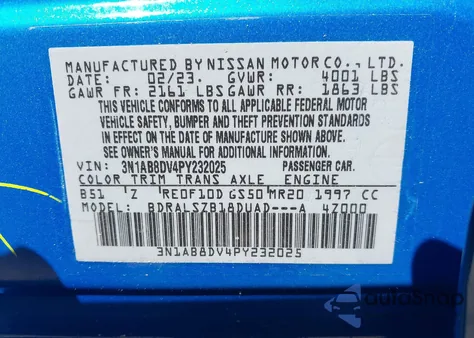 MANUFACTURED BY NISSAN MOTOR CO., LTD.
DATE: 02/23. GVWR: 4001 LBS
GAWR FR: 2161 LBS GAWR RR: 1863 LBS
THIS VEHICLE CONFORMS TO ALL APPLICABLE FEDERAL MOTOR
VEHICLE SAFETY, BUMPER AND THEFT PREVENTION STANDARDS
IN EFFECT ON THE DATE OF MANUFACTURE SHOWN ABOVE.
SEE OWNER'S MANUAL FOR ADDITIONAL INFORMATION.
VIN: 3N1AB8DV4PY232025 PASSENGER CAR.
COLOR TRIM TRANS AXLE ENGINE
B51 Z RE0F10D GS50 MR20 1997 CC
MODEL: BDRALSZB18DUAD---A 4Z000
3N1AB8DV4PY232025
autoSnap